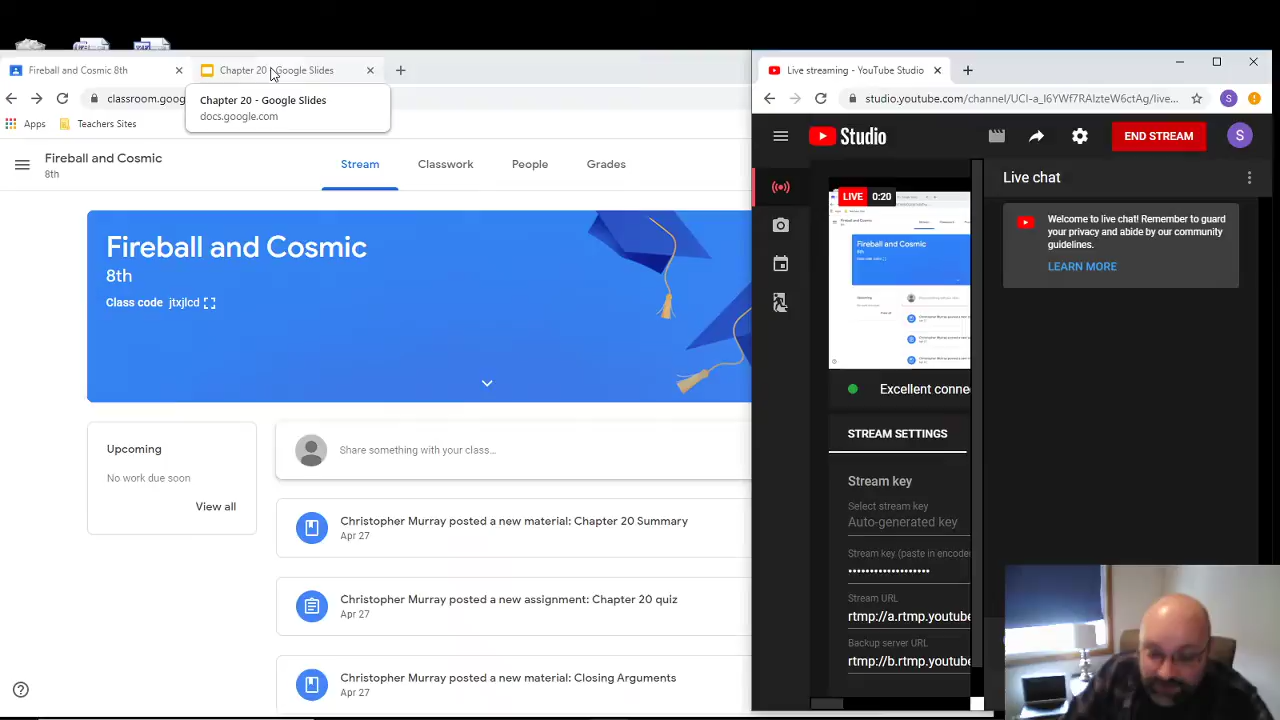 Fireball and Cosmic 8th
Chapter 20 - Google Slides
Chapter 20 - Google Slides
docs.google.com
classroom.goog
Apps
Teachers Sites
Fireball and Cosmic
8th
Stream
Classwork
People
Grades
Fireball and Cosmic
8th
Class code jtxjlcd
Upcoming
No work due soon
View all
Share something with your class...
Christopher Murray posted a new material: Chapter 20 Summary
Apr 27
Christopher Murray posted a new assignment: Chapter 20 quiz
Apr 27
Christopher Murray posted a new material: Closing Arguments
Apr 27
Live streaming - YouTube Studio
studio.youtube.com/channel/UCI-a_I6YWf7RAIzteW6ctAg/live...
S
Studio
END STREAM
S
LIVE 0:20
Fireball and Cosmic
Excellent conne
STREAM SETTINGS
Stream key
Select stream key
Auto-generated key
Stream key (paste in encode
••••••••••••••••••
Stream URL
rtmp://a.rtmp.youtube
Backup server URL
rtmp://b.rtmp.youtube
Live chat
Welcome to live chat! Remember to guard
your privacy and abide by our community
guidelines.
LEARN MORE